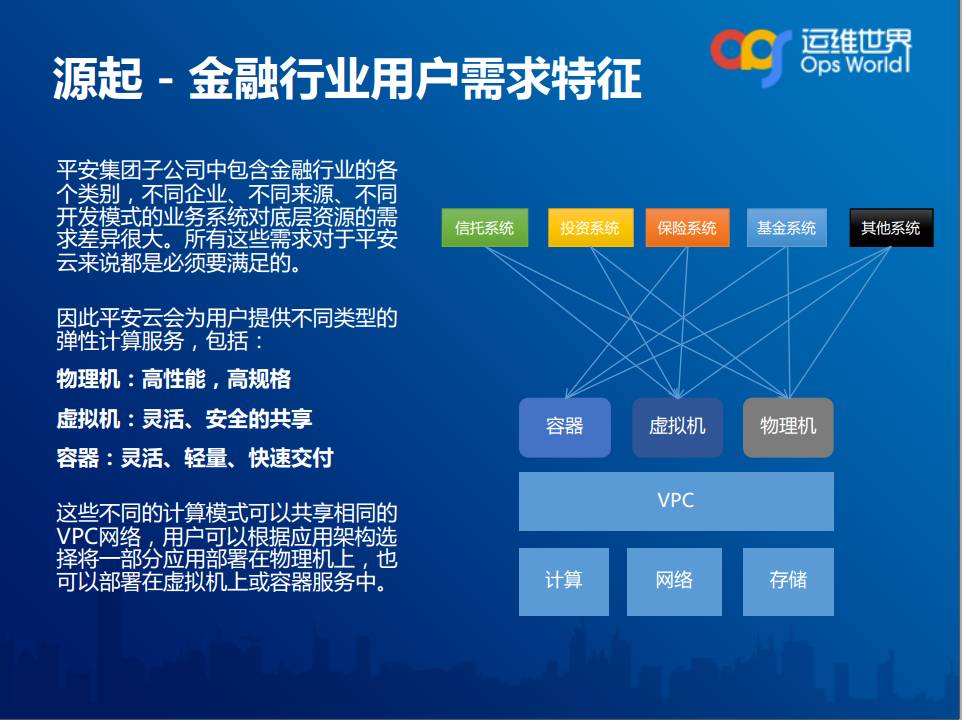 源起 - 金融行业用户需求特征
运维世界
Ops World
平安集团子公司中包含金融行业的各
个类别，不同企业、不同来源、不同
开发模式的业务系统对底层资源的需
求差异很大。所有这些需求对于平安
云来说都是必须要满足的。
因此平安云会为用户提供不同类型的
弹性计算服务，包括：
物理机：高性能，高规格
虚拟机：灵活、安全的共享
容器：灵活、轻量、快速交付
这些不同的计算模式可以共享相同的
VPC网络，用户可以根据应用架构选
择将一部分应用部署在物理机上，也
可以部署在虚拟机上或容器服务中。
信托系统
投资系统
保险系统
基金系统
其他系统
容器
虚拟机
物理机
VPC
计算
网络
存储